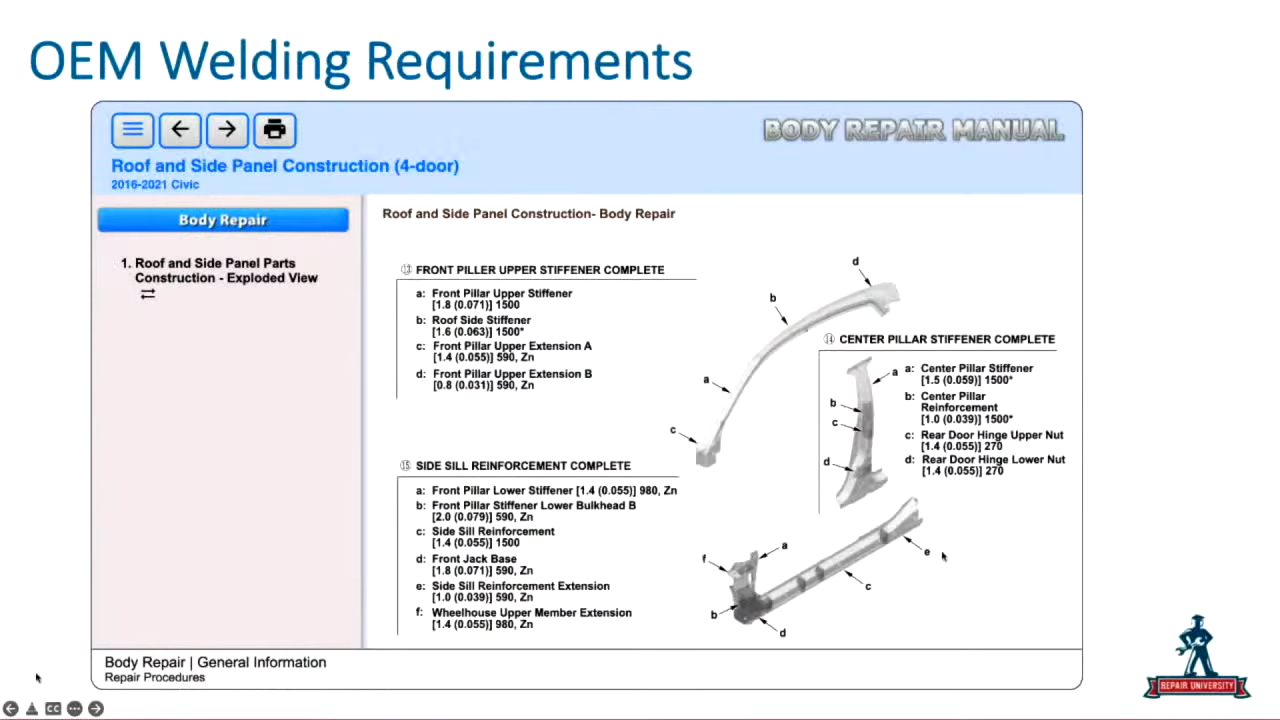 OEM Welding Requirements
BODY REPAIR MANUAL
Roof and Side Panel Construction (4-door)
2016-2021 Civic
Body Repair
1. Roof and Side Panel Parts
Construction - Exploded View
Roof and Side Panel Construction- Body Repair
⑬ FRONT PILLER UPPER STIFFENER COMPLETE
a: Front Pillar Upper Stiffener
[1.8 (0.071)] 1500
b: Roof Side Stiffener
[1.6 (0.063)] 1500*
c: Front Pillar Upper Extension A
[1.4 (0.055)] 590, Zn
d: Front Pillar Upper Extension B
[0.8 (0.031)] 590, Zn
d
b
a
c
⑭ CENTER PILLAR STIFFENER COMPLETE
a
b
c
d
a: Center Pillar Stiffener
[1.5 (0.059)] 1500*
b: Center Pillar
Reinforcement
[1.0 (0.039)] 1500*
c: Rear Door Hinge Upper Nut
[1.4 (0.055)] 270
d: Rear Door Hinge Lower Nut
[1.4 (0.055)] 270
⑮ SIDE SILL REINFORCEMENT COMPLETE
a: Front Pillar Lower Stiffener [1.4 (0.055)] 980, Zn
b: Front Pillar Stiffener Lower Bulkhead B
[2.0 (0.079)] 590, Zn
c: Side Sill Reinforcement
[1.4 (0.055)] 1500
d: Front Jack Base
[1.8 (0.071)] 590, Zn
e: Side Sill Reinforcement Extension
[1.0 (0.039)] 590, Zn
f: Wheelhouse Upper Member Extension
[1.4 (0.055)] 980, Zn
a
f
e
c
b
d
Body Repair | General Information
Repair Procedures
REPAIR UNIVERSITY
CC